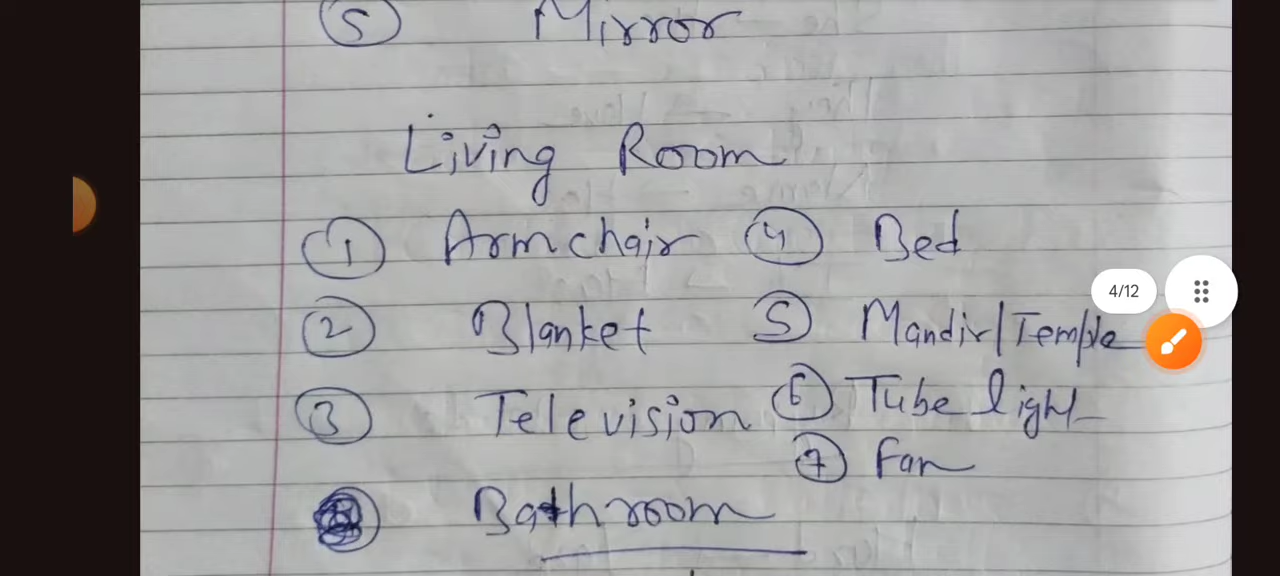 5 Mirror
Living Room
1 Armchair 4 Bed
2 Blanket 5 Mandir/Temple
3 Television 6 Tube light
7 Fan
Bathroom
4/12